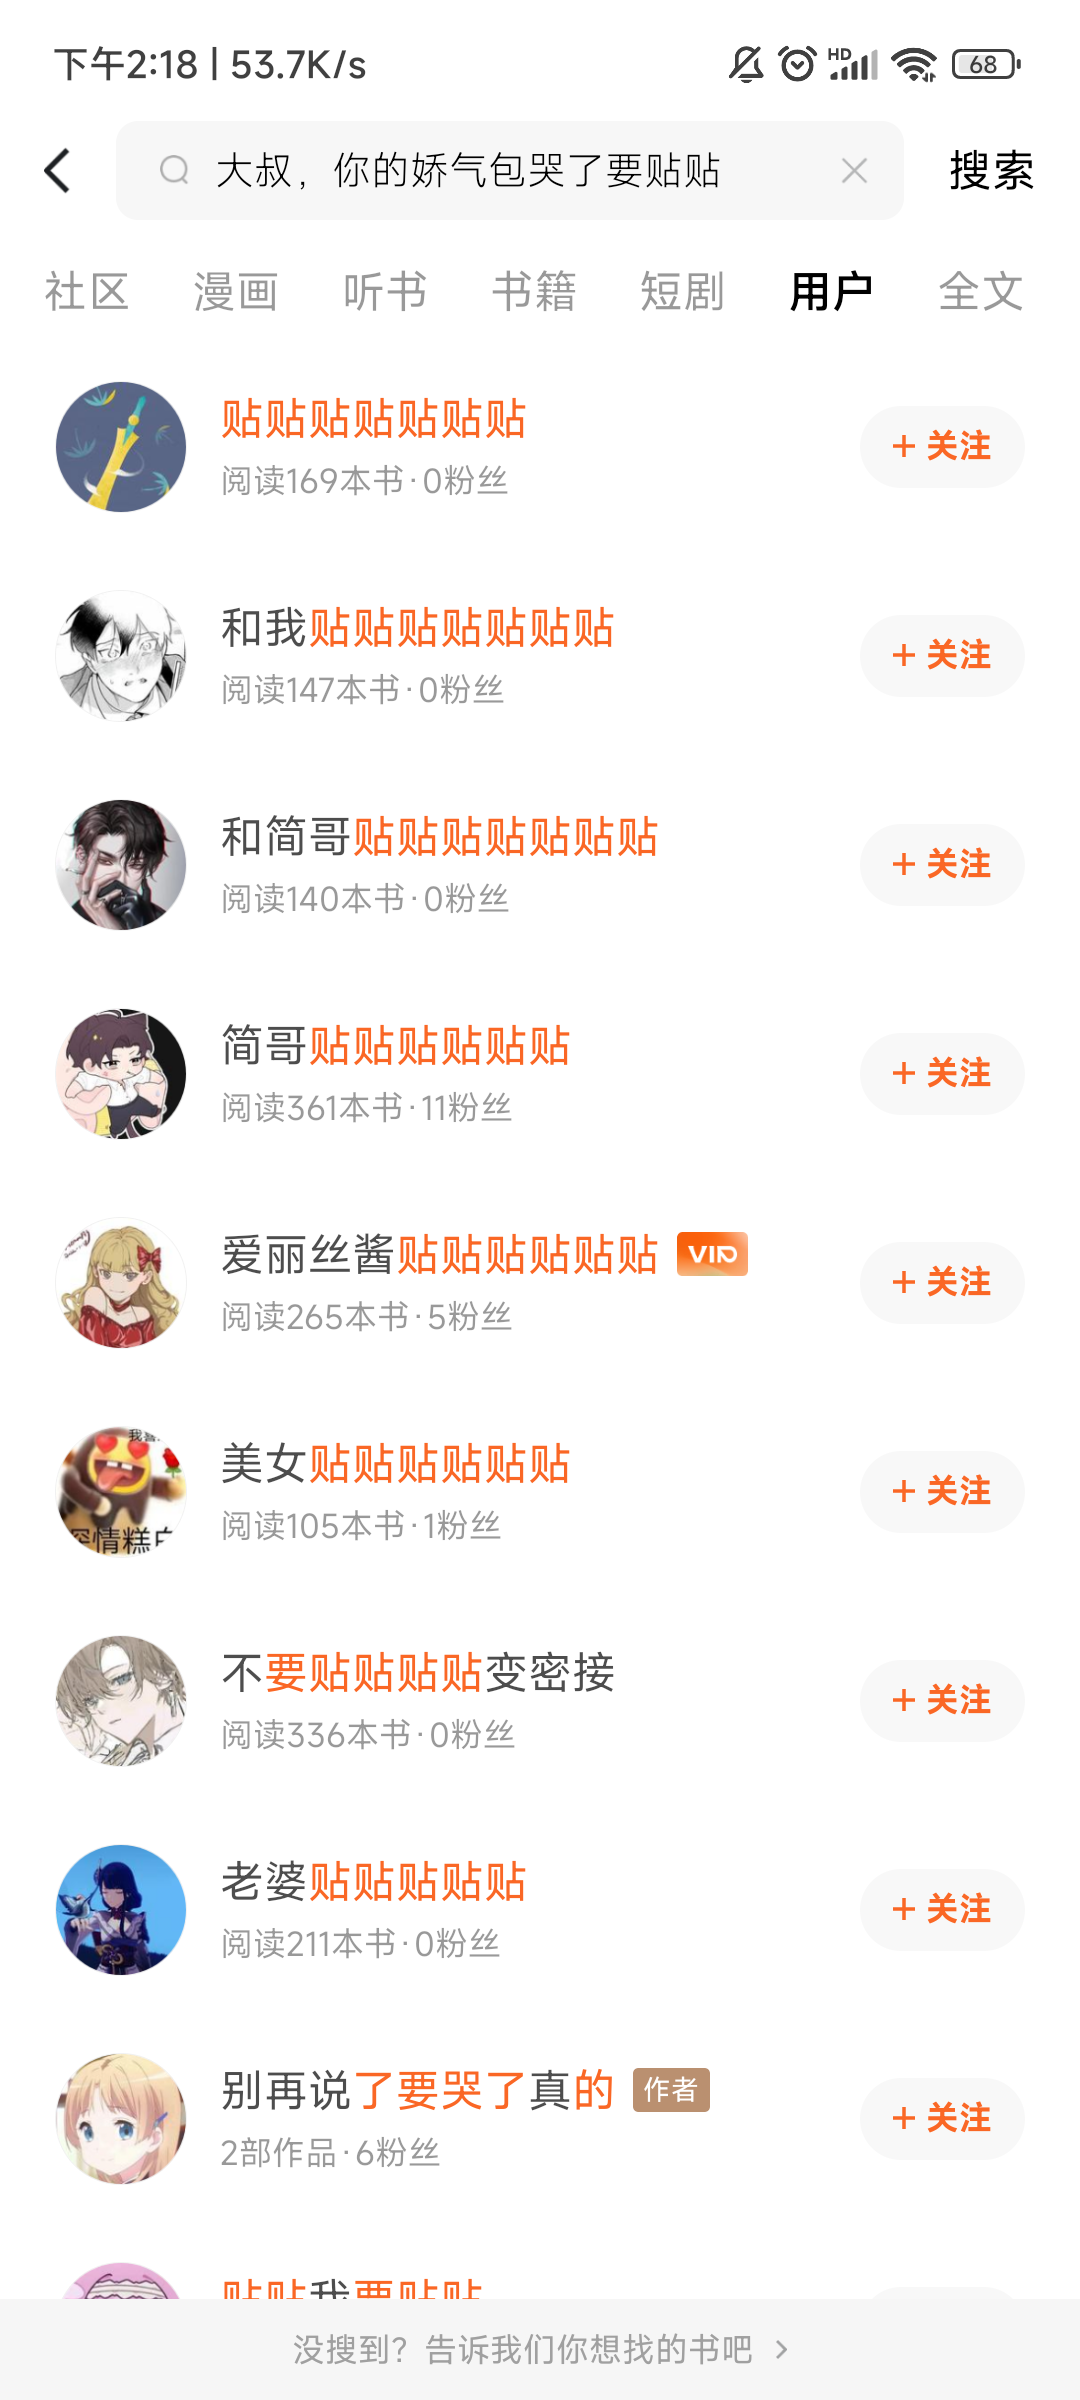 下午2:18 | 53.7K/s HD 68
大叔，你的娇气包哭了要贴贴 搜索
社区 漫画 听书 书籍 短剧 用户 全文
贴贴贴贴贴贴贴
阅读169本书·0粉丝
+ 关注
和我贴贴贴贴贴贴贴
阅读147本书·0粉丝
+ 关注
和简哥贴贴贴贴贴贴贴
阅读140本书·0粉丝
+ 关注
简哥贴贴贴贴贴贴
阅读361本书·11粉丝
+ 关注
爱丽丝酱贴贴贴贴贴贴 VIP
阅读265本书·5粉丝
+ 关注
美女贴贴贴贴贴贴
阅读105本书·1粉丝
+ 关注
不要贴贴贴贴变密接
阅读336本书·0粉丝
+ 关注
老婆贴贴贴贴贴
阅读211本书·0粉丝
+ 关注
别再说了要哭了真的 作者
2部作品·6粉丝
+ 关注
贴贴我要贴贴
没搜到？告诉我们你想找的书吧 >